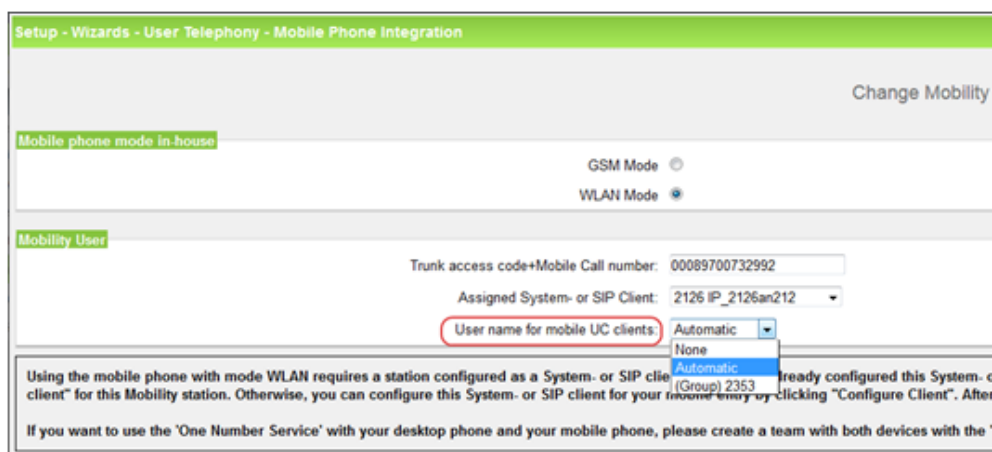 Setup - Wizards - User Telephony - Mobile Phone Integration
Change Mobility
Mobile phone mode in-house
GSM Mode
WLAN Mode
Mobility User
Trunk access code+Mobile Call number: 00089700732992
Assigned System- or SIP Client: 2126 IP_2126an212
User name for mobile UC clients: Automatic
None
Automatic
(Group) 2353
Using the mobile phone with mode WLAN requires a station configured as a System- or SIP clie lready configured this System-
client" for this Mobility station. Otherwise, you can configure this System- or SIP client for your mobile entry by clicking "Configure Client". After
If you want to use the 'One Number Service' with your desktop phone and your mobile phone, please create a team with both devices with the '